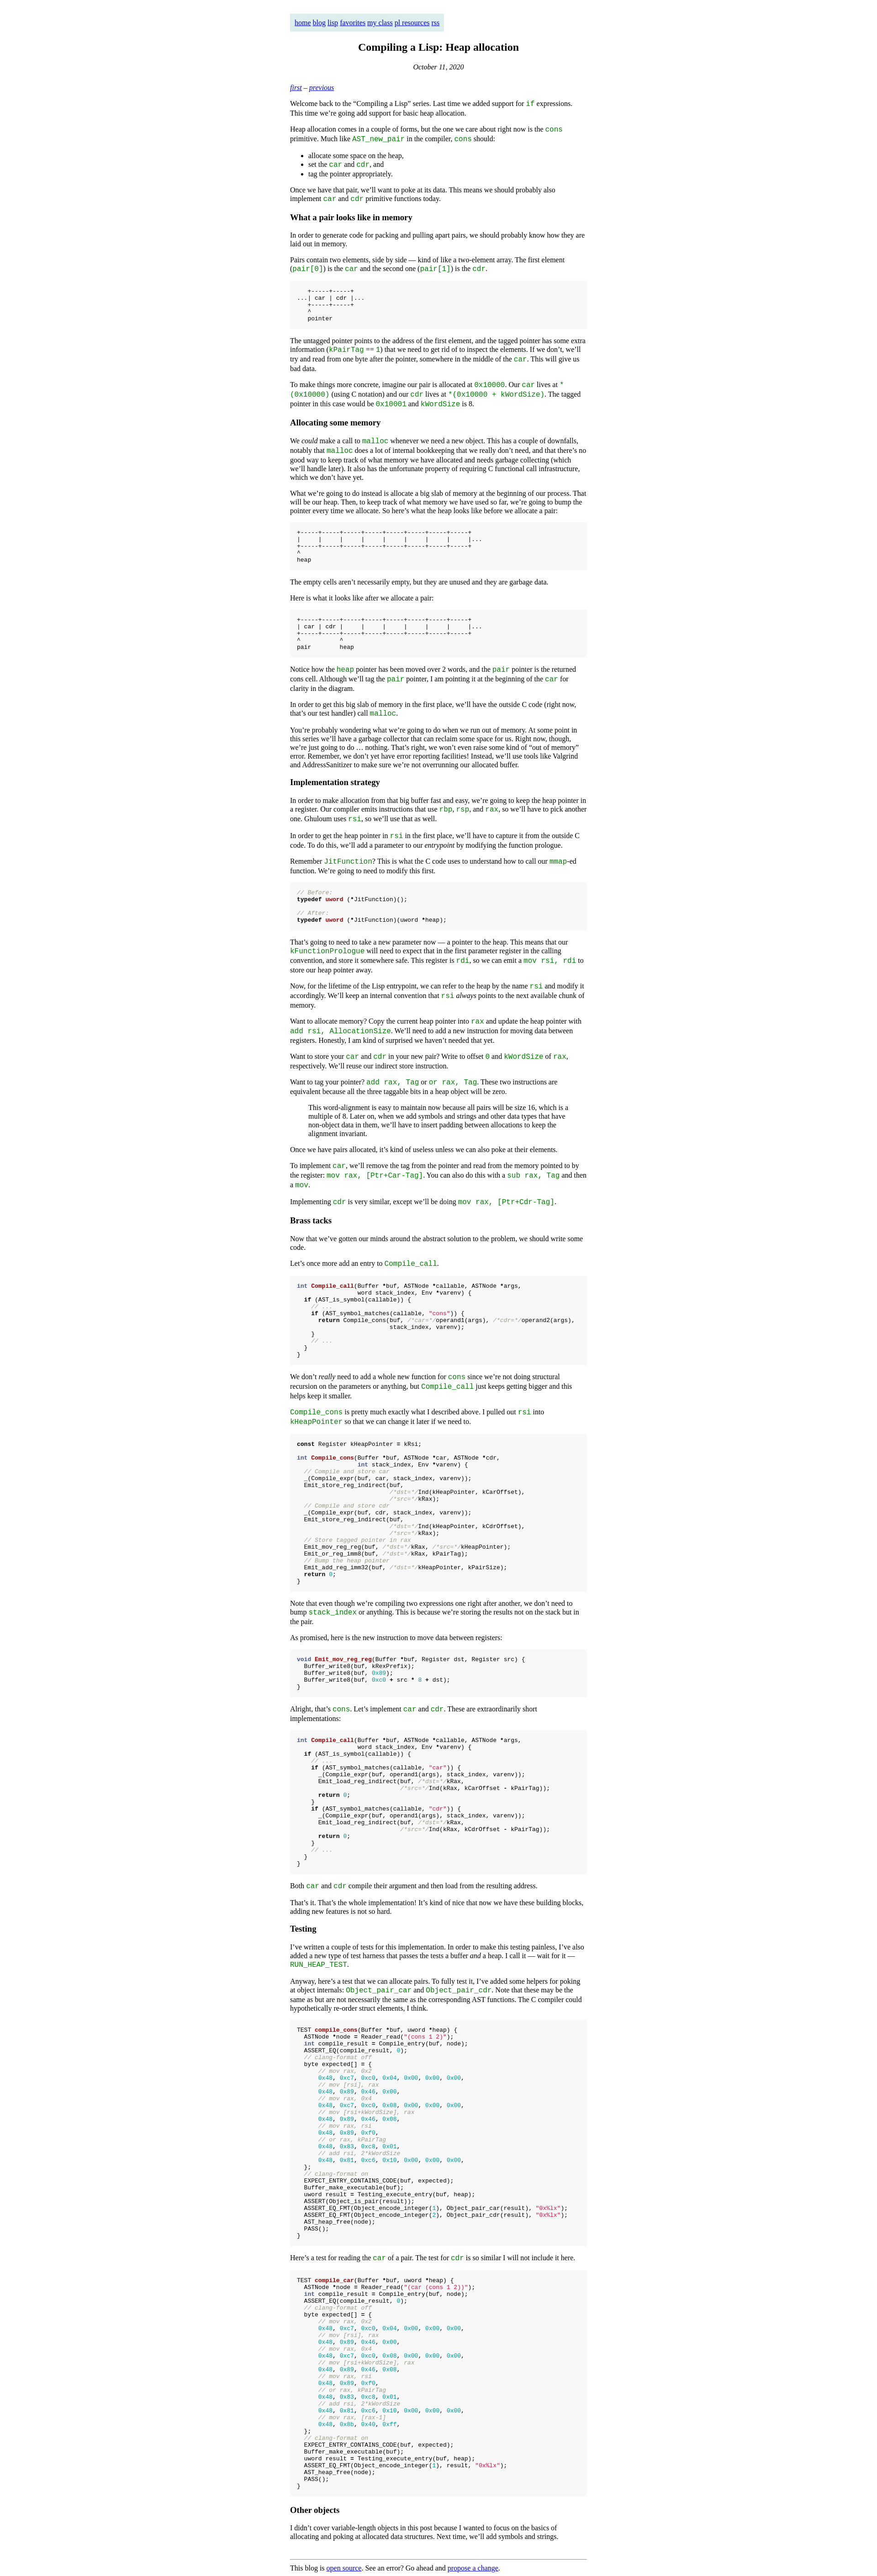 home blog lisp favorites my class pl resources rss
Compiling a Lisp: Heap allocation
October 11, 2020
first – previous
Welcome back to the “Compiling a Lisp” series. Last time we added support for if expressions.
This time we’re going add support for basic heap allocation.
Heap allocation comes in a couple of forms, but the one we care about right now is the cons
primitive. Much like AST_new_pair in the compiler, cons should:
• allocate some space on the heap,
• set the car and cdr, and
• tag the pointer appropriately.
Once we have that pair, we’ll want to poke at its data. This means we should probably also
implement car and cdr primitive functions today.
What a pair looks like in memory
In order to generate code for packing and pulling apart pairs, we should probably know how they are
laid out in memory.
Pairs contain two elements, side by side — kind of like a two-element array. The first element
(pair[0]) is the car and the second one (pair[1]) is the cdr.
+-----+-----+
...| car | cdr |...
+-----+-----+
^
pointer
The untagged pointer points to the address of the first element, and the tagged pointer has some extra
information (kPairTag == 1) that we need to get rid of to inspect the elements. If we don’t, we’ll
try and read from one byte after the pointer, somewhere in the middle of the car. This will give us
bad data.
To make things more concrete, imagine our pair is allocated at 0x10000. Our car lives at *
(0x10000) (using C notation) and our cdr lives at *(0x10000 + kWordSize). The tagged
pointer in this case would be 0x10001 and kWordSize is 8.
Allocating some memory
We could make a call to malloc whenever we need a new object. This has a couple of downfalls,
notably that malloc does a lot of internal bookkeeping that we really don’t need, and that there’s no
good way to keep track of what memory we have allocated and needs garbage collecting (which
we’ll handle later). It also has the unfortunate property of requiring C functional call infrastructure,
which we don’t have yet.
What we’re going to do instead is allocate a big slab of memory at the beginning of our process. That
will be our heap. Then, to keep track of what memory we have used so far, we’re going to bump the
pointer every time we allocate. So here’s what the heap looks like before we allocate a pair:
+-----+-----+-----+-----+-----+-----+-----+-----+
|     |     |     |     |     |     |     |     |...
+-----+-----+-----+-----+-----+-----+-----+-----+
^
heap
The empty cells aren’t necessarily empty, but they are unused and they are garbage data.
Here is what it looks like after we allocate a pair:
+-----+-----+-----+-----+-----+-----+-----+-----+
| car | cdr |     |     |     |     |     |     |...
+-----+-----+-----+-----+-----+-----+-----+-----+
^           ^
pair        heap
Notice how the heap pointer has been moved over 2 words, and the pair pointer is the returned
cons cell. Although we’ll tag the pair pointer, I am pointing it at the beginning of the car for
clarity in the diagram.
In order to get this big slab of memory in the first place, we’ll have the outside C code (right now,
that’s our test handler) call malloc.
You’re probably wondering what we’re going to do when we run out of memory. At some point in
this series we’ll have a garbage collector that can reclaim some space for us. Right now, though,
we’re just going to do … nothing. That’s right, we won’t even raise some kind of “out of memory”
error. Remember, we don’t yet have error reporting facilities! Instead, we’ll use tools like Valgrind
and AddressSanitizer to make sure we’re not overrunning our allocated buffer.
Implementation strategy
In order to make allocation from that big buffer fast and easy, we’re going to keep the heap pointer in
a register. Our compiler emits instructions that use rbp, rsp, and rax, so we’ll have to pick another
one. Ghuloum uses rsi, so we’ll use that as well.
In order to get the heap pointer in rsi in the first place, we’ll have to capture it from the outside C
code. To do this, we’ll add a parameter to our entrypoint by modifying the function prologue.
Remember JitFunction? This is what the C code uses to understand how to call our mmap-ed
function. We’re going to need to modify this first.
// Before:
typedef uword (*JitFunction)();
// After:
typedef uword (*JitFunction)(uword *heap);
That’s going to need to take a new parameter now — a pointer to the heap. This means that our
kFunctionPrologue will need to expect that in the first parameter register in the calling
convention, and store it somewhere safe. This register is rdi, so we can emit a mov rsi, rdi to
store our heap pointer away.
Now, for the lifetime of the Lisp entrypoint, we can refer to the heap by the name rsi and modify it
accordingly. We’ll keep an internal convention that rsi always points to the next available chunk of
memory.
Want to allocate memory? Copy the current heap pointer into rax and update the heap pointer with
add rsi, AllocationSize. We’ll need to add a new instruction for moving data between
registers. Honestly, I am kind of surprised we haven’t needed that yet.
Want to store your car and cdr in your new pair? Write to offset 0 and kWordSize of rax,
respectively. We’ll reuse our indirect store instruction.
Want to tag your pointer? add rax, Tag or or rax, Tag. These two instructions are
equivalent because all the three taggable bits in a heap object will be zero.
This word-alignment is easy to maintain now because all pairs will be size 16, which is a
multiple of 8. Later on, when we add symbols and strings and other data types that have
non-object data in them, we’ll have to insert padding between allocations to keep the
alignment invariant.
Once we have pairs allocated, it’s kind of useless unless we can also poke at their elements.
To implement car, we’ll remove the tag from the pointer and read from the memory pointed to by
the register: mov rax, [Ptr+Car-Tag]. You can also do this with a sub rax, Tag and then
a mov.
Implementing cdr is very similar, except we’ll be doing mov rax, [Ptr+Cdr-Tag].
Brass tacks
Now that we’ve gotten our minds around the abstract solution to the problem, we should write some
code.
Let’s once more add an entry to Compile_call.
int Compile_call(Buffer *buf, ASTNode *callable, ASTNode *args,
word stack_index, Env *varenv) {
if (AST_is_symbol(callable)) {
// ...
if (AST_symbol_matches(callable, "cons")) {
return Compile_cons(buf, /*car=*/operand1(args), /*cdr=*/operand2(args),
stack_index, varenv);
}
// ...
}
}
We don’t really need to add a whole new function for cons since we’re not doing structural
recursion on the parameters or anything, but Compile_call just keeps getting bigger and this
helps keep it smaller.
Compile_cons is pretty much exactly what I described above. I pulled out rsi into
kHeapPointer so that we can change it later if we need to.
const Register kHeapPointer = kRsi;
int Compile_cons(Buffer *buf, ASTNode *car, ASTNode *cdr,
int stack_index, Env *varenv) {
// Compile and store car
_(Compile_expr(buf, car, stack_index, varenv));
Emit_store_reg_indirect(buf,
/*dst=*/Ind(kHeapPointer, kCarOffset),
/*src=*/kRax);
// Compile and store cdr
_(Compile_expr(buf, cdr, stack_index, varenv));
Emit_store_reg_indirect(buf,
/*dst=*/Ind(kHeapPointer, kCdrOffset),
/*src=*/kRax);
// Store tagged pointer in rax
Emit_mov_reg_reg(buf, /*dst=*/kRax, /*src=*/kHeapPointer);
Emit_or_reg_imm8(buf, /*dst=*/kRax, kPairTag);
// Bump the heap pointer
Emit_add_reg_imm32(buf, /*dst=*/kHeapPointer, kPairSize);
return 0;
}
Note that even though we’re compiling two expressions one right after another, we don’t need to
bump stack_index or anything. This is because we’re storing the results not on the stack but in
the pair.
As promised, here is the new instruction to move data between registers:
void Emit_mov_reg_reg(Buffer *buf, Register dst, Register src) {
Buffer_write8(buf, kRexPrefix);
Buffer_write8(buf, 0x89);
Buffer_write8(buf, 0xc0 + src * 8 + dst);
}
Alright, that’s cons. Let’s implement car and cdr. These are extraordinarily short
implementations:
int Compile_call(Buffer *buf, ASTNode *callable, ASTNode *args,
word stack_index, Env *varenv) {
if (AST_is_symbol(callable)) {
// ...
if (AST_symbol_matches(callable, "car")) {
_(Compile_expr(buf, operand1(args), stack_index, varenv));
Emit_load_reg_indirect(buf, /*dst=*/kRax,
/*src=*/Ind(kRax, kCarOffset - kPairTag));
return 0;
}
if (AST_symbol_matches(callable, "cdr")) {
_(Compile_expr(buf, operand1(args), stack_index, varenv));
Emit_load_reg_indirect(buf, /*dst=*/kRax,
/*src=*/Ind(kRax, kCdrOffset - kPairTag));
return 0;
}
// ...
}
}
Both car and cdr compile their argument and then load from the resulting address.
That’s it. That’s the whole implementation! It’s kind of nice that now we have these building blocks,
adding new features is not so hard.
Testing
I’ve written a couple of tests for this implementation. In order to make this testing painless, I’ve also
added a new type of test harness that passes the tests a buffer and a heap. I call it — wait for it —
RUN_HEAP_TEST.
Anyway, here’s a test that we can allocate pairs. To fully test it, I’ve added some helpers for poking
at object internals: Object_pair_car and Object_pair_cdr. Note that these may be the
same as but are not necessarily the same as the corresponding AST functions. The C compiler could
hypothetically re-order struct elements, I think.
TEST compile_cons(Buffer *buf, uword *heap) {
ASTNode *node = Reader_read("(cons 1 2)");
int compile_result = Compile_entry(buf, node);
ASSERT_EQ(compile_result, 0);
// clang-format off
byte expected[] = {
// mov rax, 0x2
0x48, 0xc7, 0xc0, 0x04, 0x00, 0x00, 0x00,
// mov [rsi], rax
0x48, 0x89, 0x46, 0x00,
// mov rax, 0x4
0x48, 0xc7, 0xc0, 0x08, 0x00, 0x00, 0x00,
// mov [rsi+kWordSize], rax
0x48, 0x89, 0x46, 0x08,
// mov rax, rsi
0x48, 0x89, 0xf0,
// or rax, kPairTag
0x48, 0x83, 0xc8, 0x01,
// add rsi, 2*kWordSize
0x48, 0x81, 0xc6, 0x10, 0x00, 0x00, 0x00,
};
// clang-format on
EXPECT_ENTRY_CONTAINS_CODE(buf, expected);
Buffer_make_executable(buf);
uword result = Testing_execute_entry(buf, heap);
ASSERT(Object_is_pair(result));
ASSERT_EQ_FMT(Object_encode_integer(1), Object_pair_car(result), "0x%lx");
ASSERT_EQ_FMT(Object_encode_integer(2), Object_pair_cdr(result), "0x%lx");
AST_heap_free(node);
PASS();
}
Here’s a test for reading the car of a pair. The test for cdr is so similar I will not include it here.
TEST compile_car(Buffer *buf, uword *heap) {
ASTNode *node = Reader_read("(car (cons 1 2))");
int compile_result = Compile_entry(buf, node);
ASSERT_EQ(compile_result, 0);
// clang-format off
byte expected[] = {
// mov rax, 0x2
0x48, 0xc7, 0xc0, 0x04, 0x00, 0x00, 0x00,
// mov [rsi], rax
0x48, 0x89, 0x46, 0x00,
// mov rax, 0x4
0x48, 0xc7, 0xc0, 0x08, 0x00, 0x00, 0x00,
// mov [rsi+kWordSize], rax
0x48, 0x89, 0x46, 0x08,
// mov rax, rsi
0x48, 0x89, 0xf0,
// or rax, kPairTag
0x48, 0x83, 0xc8, 0x01,
// add rsi, 2*kWordSize
0x48, 0x81, 0xc6, 0x10, 0x00, 0x00, 0x00,
// mov rax, [rax-1]
0x48, 0x8b, 0x40, 0xff,
};
// clang-format on
EXPECT_ENTRY_CONTAINS_CODE(buf, expected);
Buffer_make_executable(buf);
uword result = Testing_execute_entry(buf, heap);
ASSERT_EQ_FMT(Object_encode_integer(1), result, "0x%lx");
AST_heap_free(node);
PASS();
}
Other objects
I didn’t cover variable-length objects in this post because I wanted to focus on the basics of
allocating and poking at allocated data structures. Next time, we’ll add symbols and strings.
This blog is open source. See an error? Go ahead and propose a change.